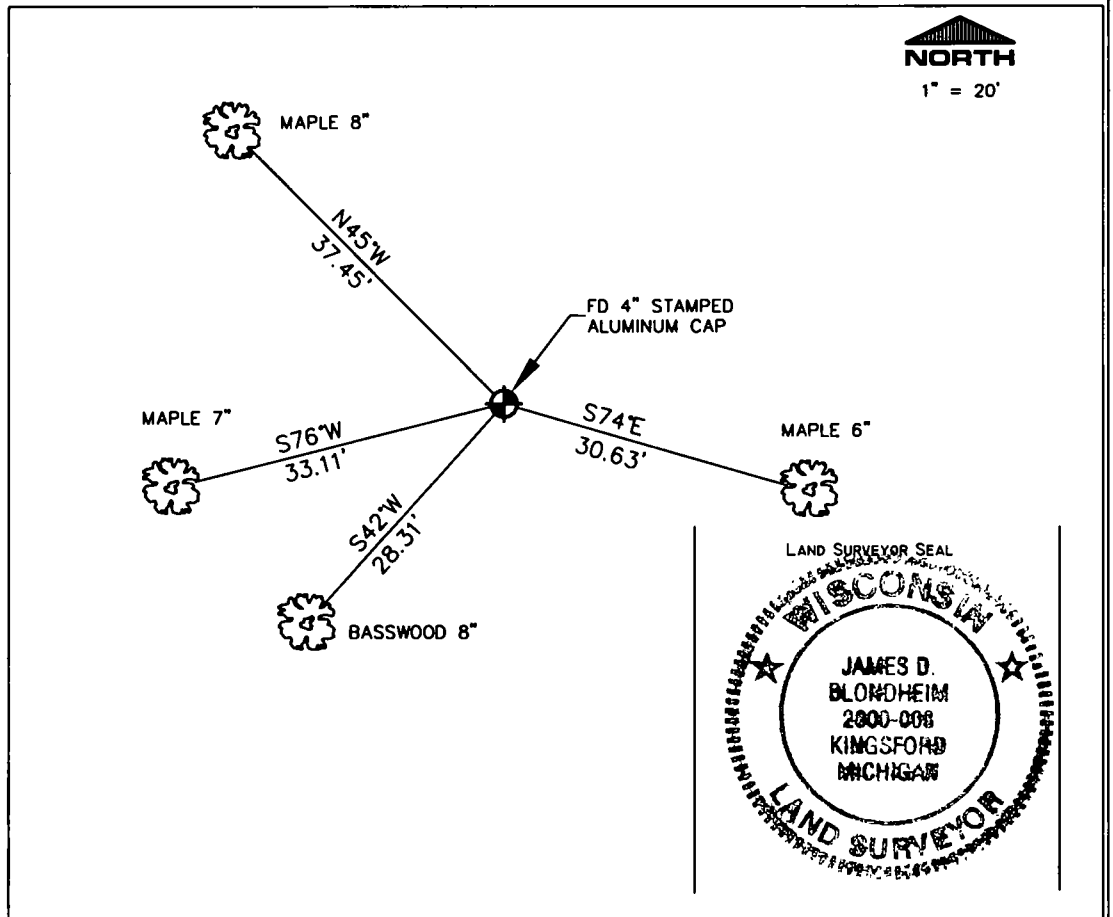 NORTH
1" = 20'
MAPLE 8"
N45°W
37.45'
FD 4" STAMPED
ALUMINUM CAP
MAPLE 7"
S76°W
33.11'
S74°E
30.63'
MAPLE 6"
S42°W
28.31'
BASSWOOD 8"
LAND SURVEYOR SEAL
WISCONSIN
JAMES D.
BLONDHEIM
2000-008
KINGSFORD
MICHIGAN
LAND SURVEYOR